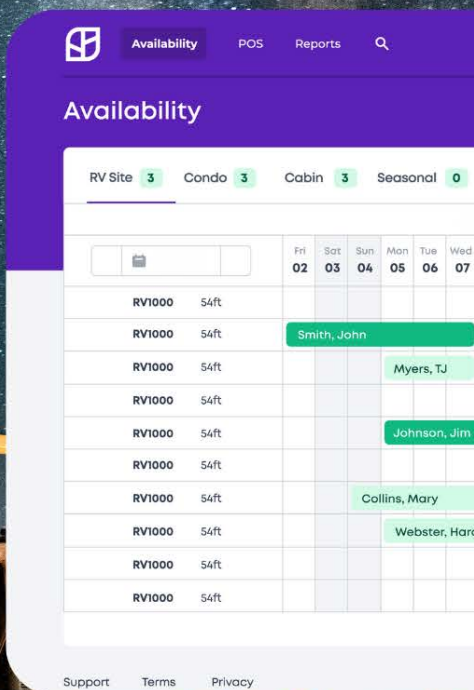 Availability POS Reports
Availability
RV Site 3 Condo 3 Cabin 3 Seasonal 0
Fri Sat Sun Mon Tue Wed
02 03 04 05 06 07
RV1000 54ft
RV1000 54ft Smith, John
RV1000 54ft Myers, TJ
RV1000 54ft
RV1000 54ft Johnson, Jim
RV1000 54ft
RV1000 54ft Collins, Mary
RV1000 54ft Webster, Haro
RV1000 54ft
RV1000 54ft
Support Terms Privacy